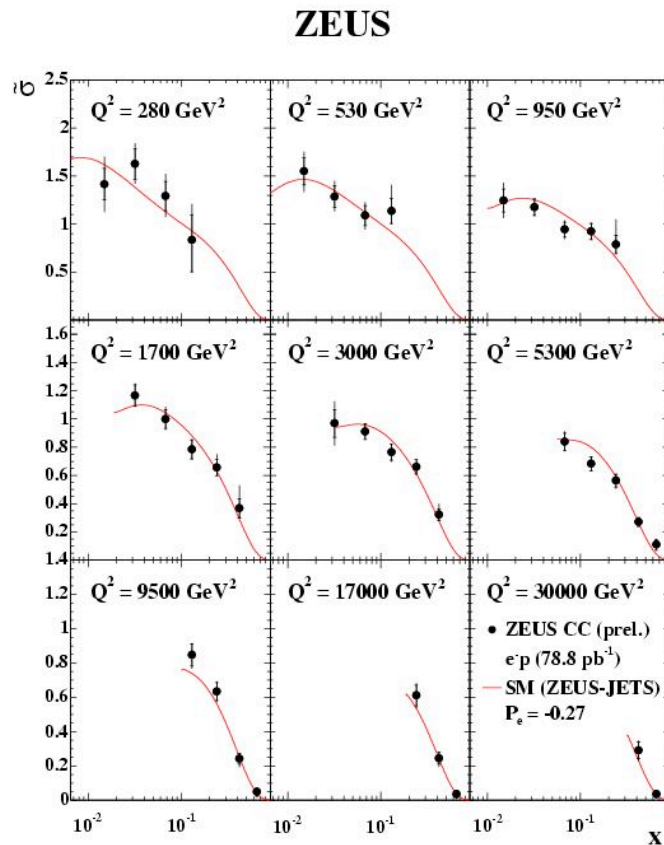 ZEUS
σ̃
Q² = 280 GeV²
Q² = 530 GeV²
Q² = 950 GeV²
2.5
2
1.5
1
0.5
Q² = 1700 GeV²
Q² = 3000 GeV²
Q² = 5300 GeV²
1.6
1.4
1.2
1
0.8
0.6
0.4
0.2
1.4
Q² = 9500 GeV²
Q² = 17000 GeV²
Q² = 30000 GeV²
1.2
1
0.8
0.6
0.4
0.2
0
ZEUS CC (prel.)
e⁻p (78.8 pb⁻¹)
SM (ZEUS-JETS)
Pₑ = -0.27
10⁻² 10⁻¹ 10⁻² 10⁻¹ 10⁻² 10⁻¹ x